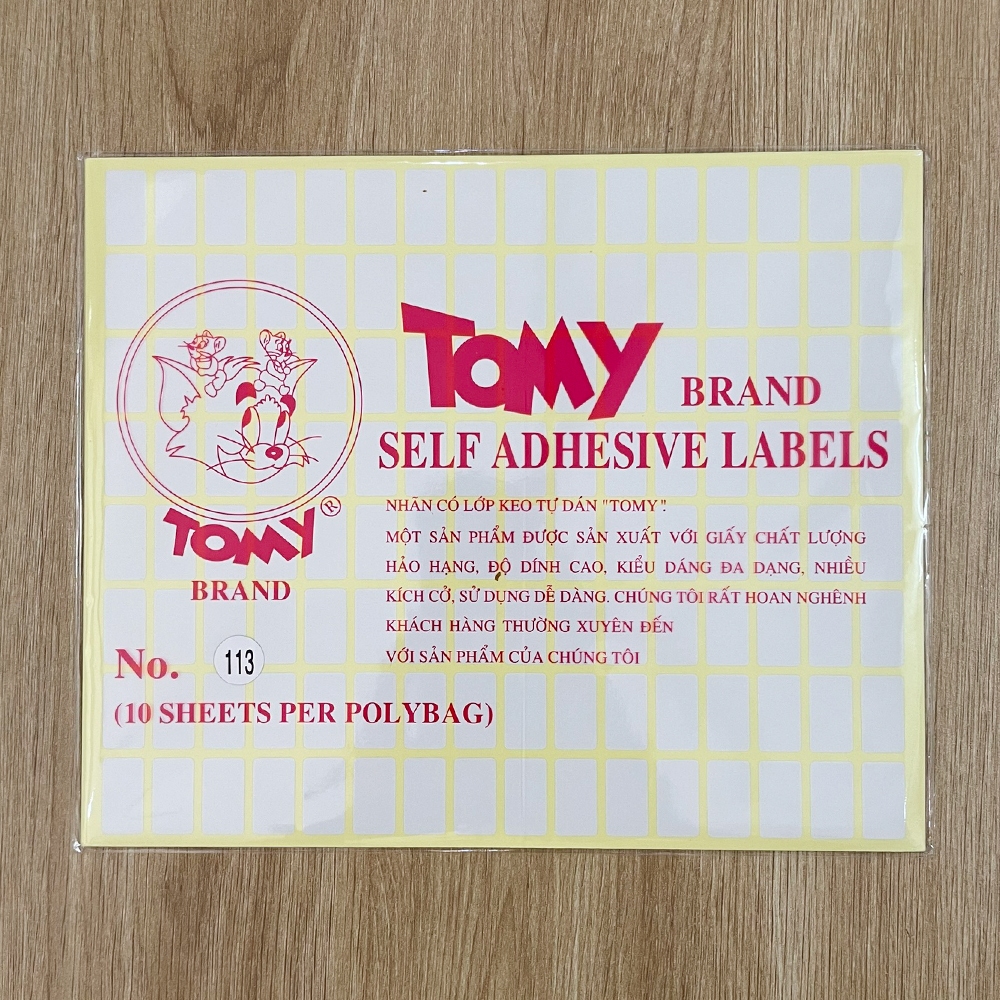 TOMY BRAND
SELF ADHESIVE LABELS
NHÃN CÓ LỚP KEO TỰ DÁN "TOMY".
MỘT SẢN PHẨM ĐƯỢC SẢN XUẤT VỚI GIẤY CHẤT LƯỢNG
HẢO HẠNG, ĐỘ DÍNH CAO, KIỂU DÁNG ĐA DẠNG, NHIỀU
KÍCH CỞ, SỬ DỤNG DỄ DÀNG. CHÚNG TÔI RẤT HOAN NGHÊNH
KHÁCH HÀNG THƯỜNG XUYÊN ĐẾN
VỚI SẢN PHẨM CỦA CHÚNG TÔI
TOMY®
BRAND
No. 113
(10 SHEETS PER POLYBAG)